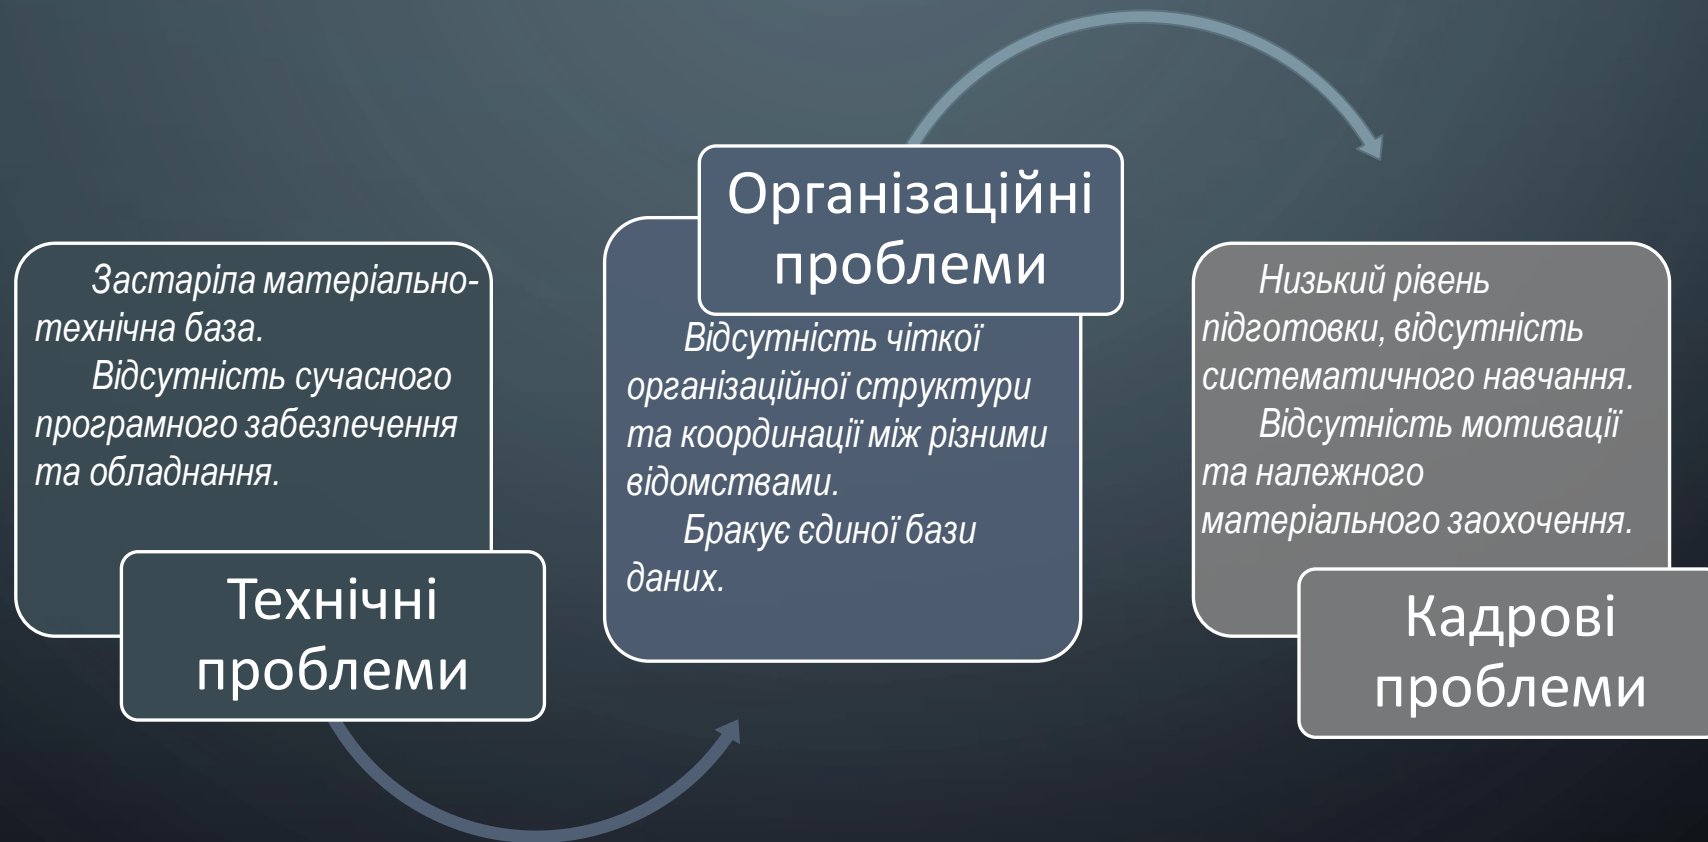 Застаріла матеріально-
технічна база.
Відсутність сучасного
програмного забезпечення
та обладнання.
Технічні
проблеми
Організаційні
проблеми
Відсутність чіткої
організаційної структури
та координації між різними
відомствами.
Бракує єдиної бази
даних.
Низький рівень
підготовки, відсутність
систематичного навчання.
Відсутність мотивації
та належного
матеріального заохочення.
Кадрові
проблеми